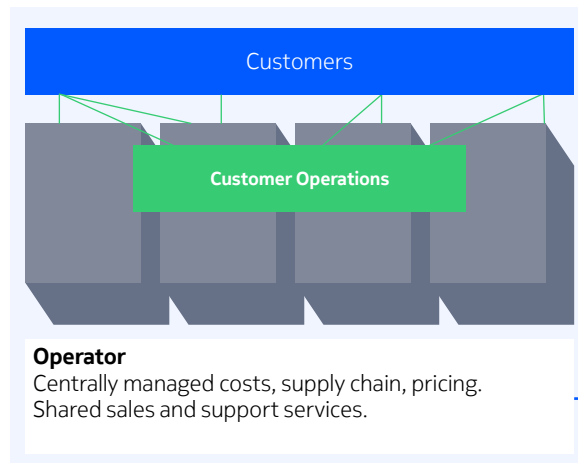 Customers
Customer Operations
Operator
Centrally managed costs, supply chain, pricing.
Shared sales and support services.